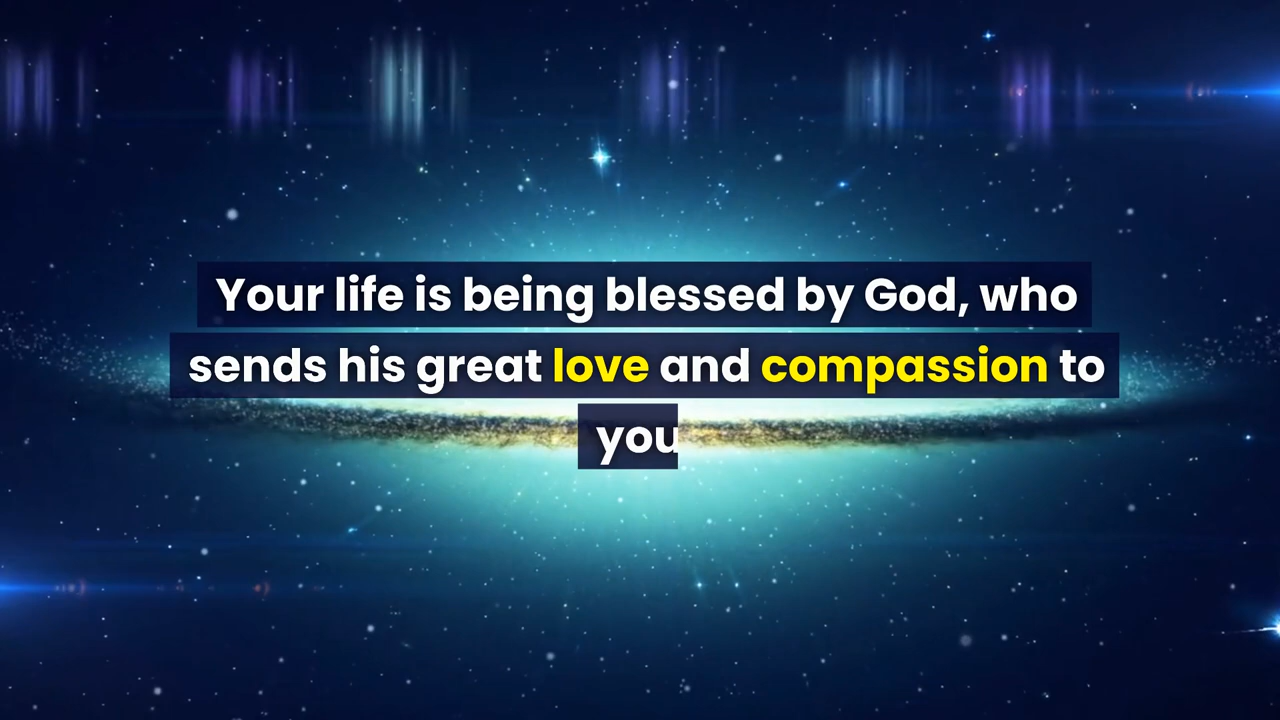 Your life is being blessed by God, who
sends his great love and compassion to
you